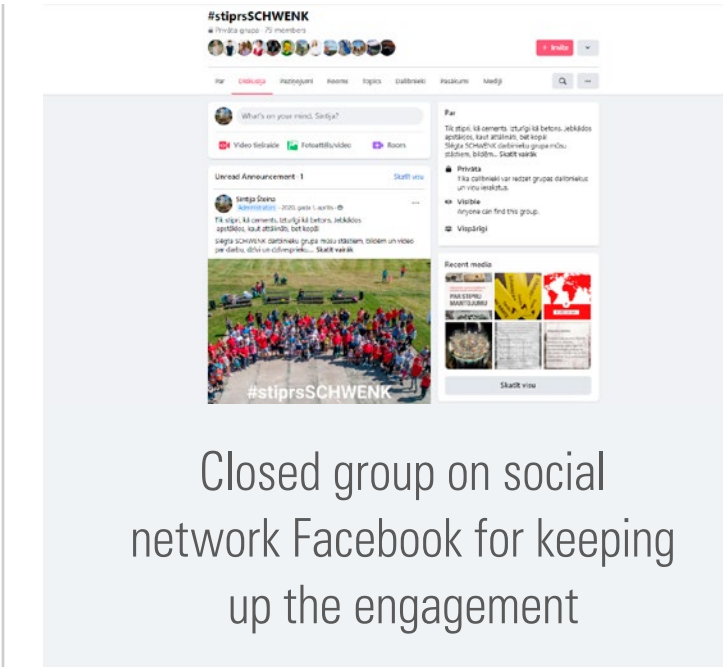 #stiprsSCHWENK
Privāta grupa · 75 members
+ Invite
Par Diskusija Paziņojumi Rooms Topics Dalībnieki Pasākumi Mediji
What's on your mind, Sintija?
Video tiešraide Fotoattēls/video Room
Unread Announcement · 1 Skatīt visu
Sintija Šteina
Administrators · 2020. gada 1. aprīlis ·
Tik stipri, kā cements. Izturīgi kā betons. Jebkādos
apstākļos, kaut attālināti, bet kopā!
Slēgta SCHWENK darbinieku grupa mūsu stāstiem, bildēm un video
par darbu, dzīvi un dzīvesprieku... Skatīt vairāk
#stiprsSCHWENK
Par
Tik stipri, kā cements. Izturīgi kā betons. Jebkādos
apstākļos, kaut attālināti, bet kopā!
Slēgta SCHWENK darbinieku grupa mūsu
stāstiem, bildēm... Skatīt vairāk
Privāta
Tikai dalībnieki var redzēt grupas dalībniekus
un viņu ierakstus.
Visible
Anyone can find this group.
Vispārīgi
Recent media
PAR STIPRU
MANTOJUMU
Skatīt visu
Closed group on social
network Facebook for keeping
up the engagement